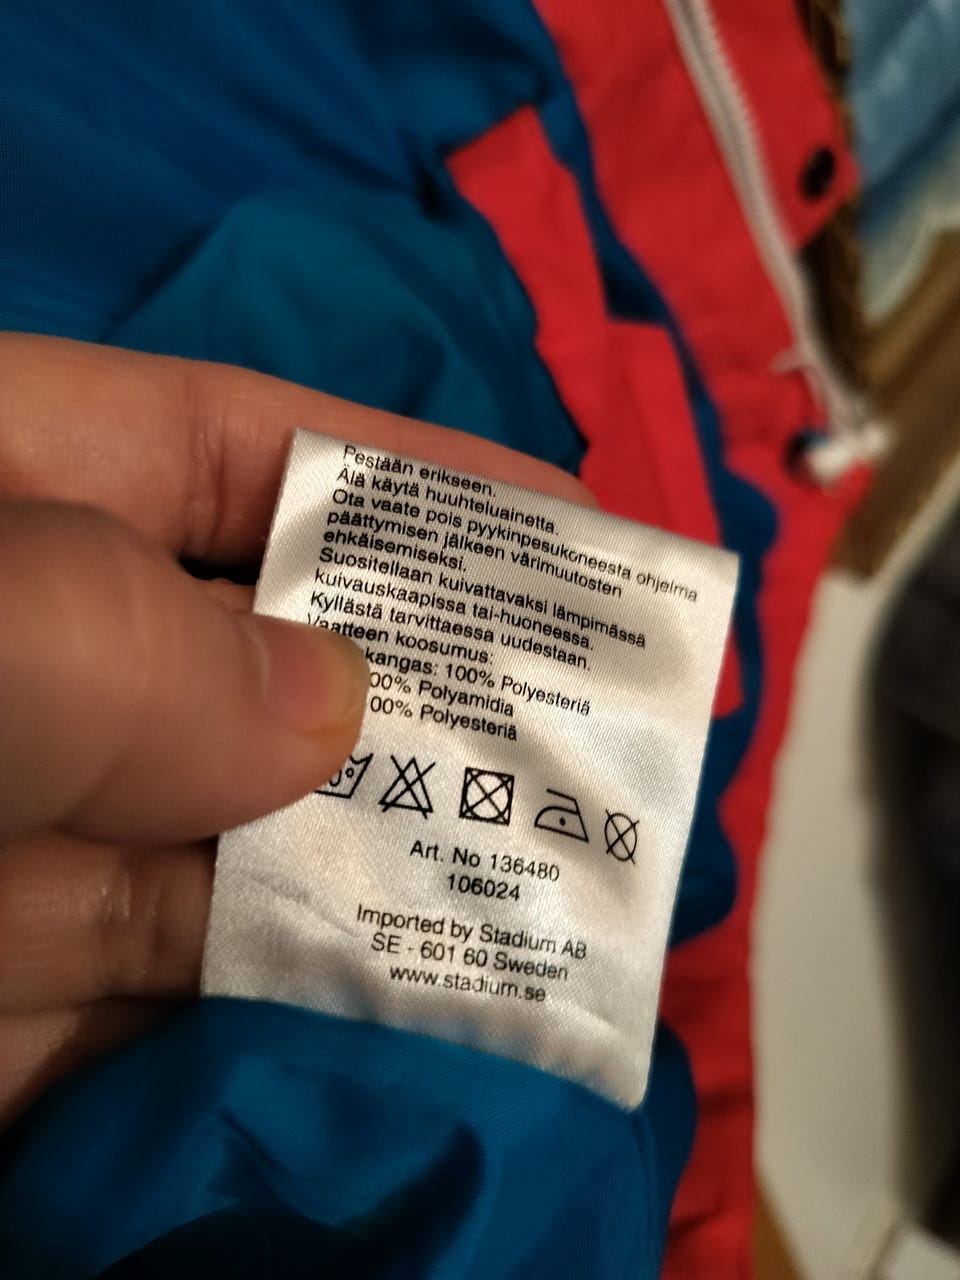 Pestään erikseen.
Älä käytä huuhteluainetta.
Ota vaate pois pyykinpesukoneesta ohjelma
päättymisen jälkeen värimuutosten
ehkäisemiseksi.
Suositellaan kuivattavaksi lämpimässä
kuivauskaapissa tai-huoneessa.
Kyllästä tarvittaessa uudestaan.
Vaatteen koosumus:
kangas: 100% Polyesteriä
00% Polyamidia
00% Polyesteriä
Art. No 136480
106024
Imported by Stadium AB
SE - 601 60 Sweden
www.stadium.se